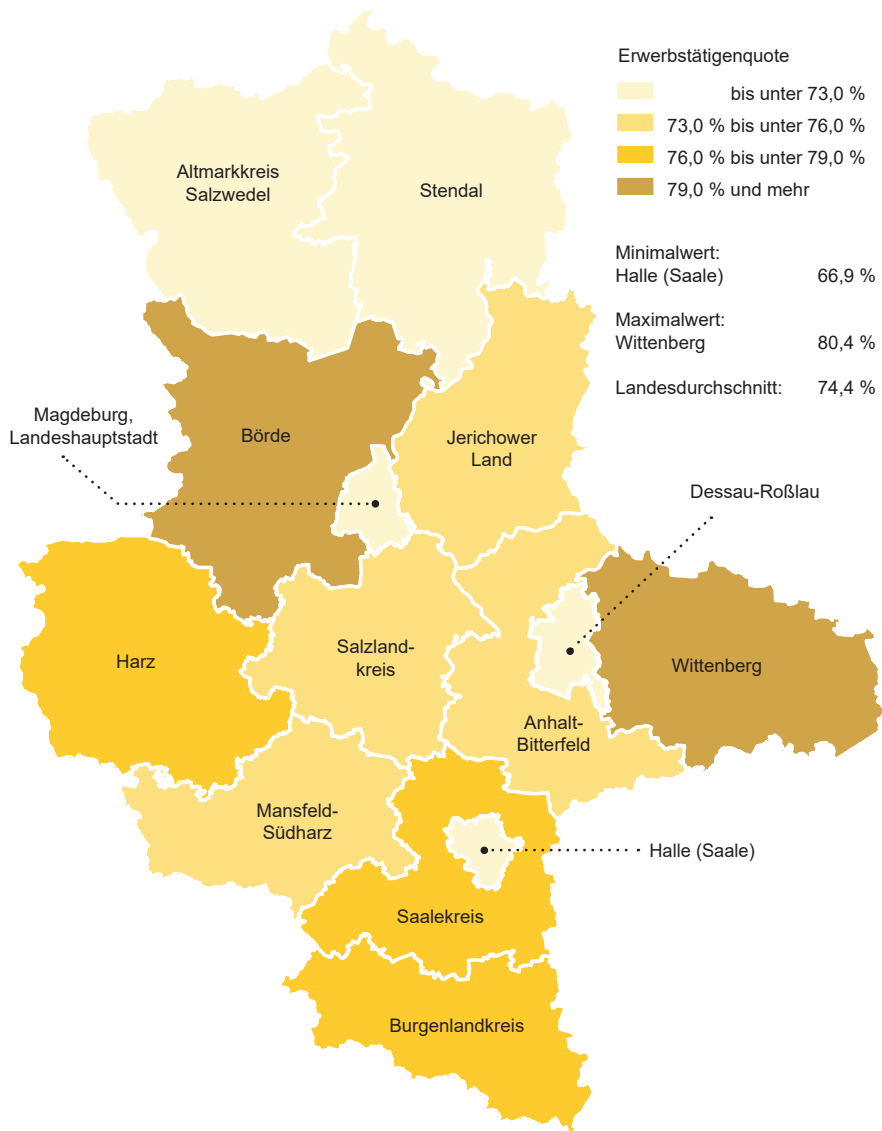 Erwerbstätigenquote
bis unter 73,0 %
73,0 % bis unter 76,0 %
76,0 % bis unter 79,0 %
79,0 % und mehr
Minimalwert:
Halle (Saale) 66,9 %
Maximalwert:
Wittenberg 80,4 %
Landesdurchschnitt: 74,4 %
Altmarkkreis
Salzwedel
Stendal
Magdeburg,
Landeshauptstadt
Börde
Jerichower
Land
Dessau-Roßlau
Harz
Salzland-
kreis
Wittenberg
Anhalt-
Bitterfeld
Mansfeld-
Südharz
Halle (Saale)
Saalekreis
Burgenlandkreis